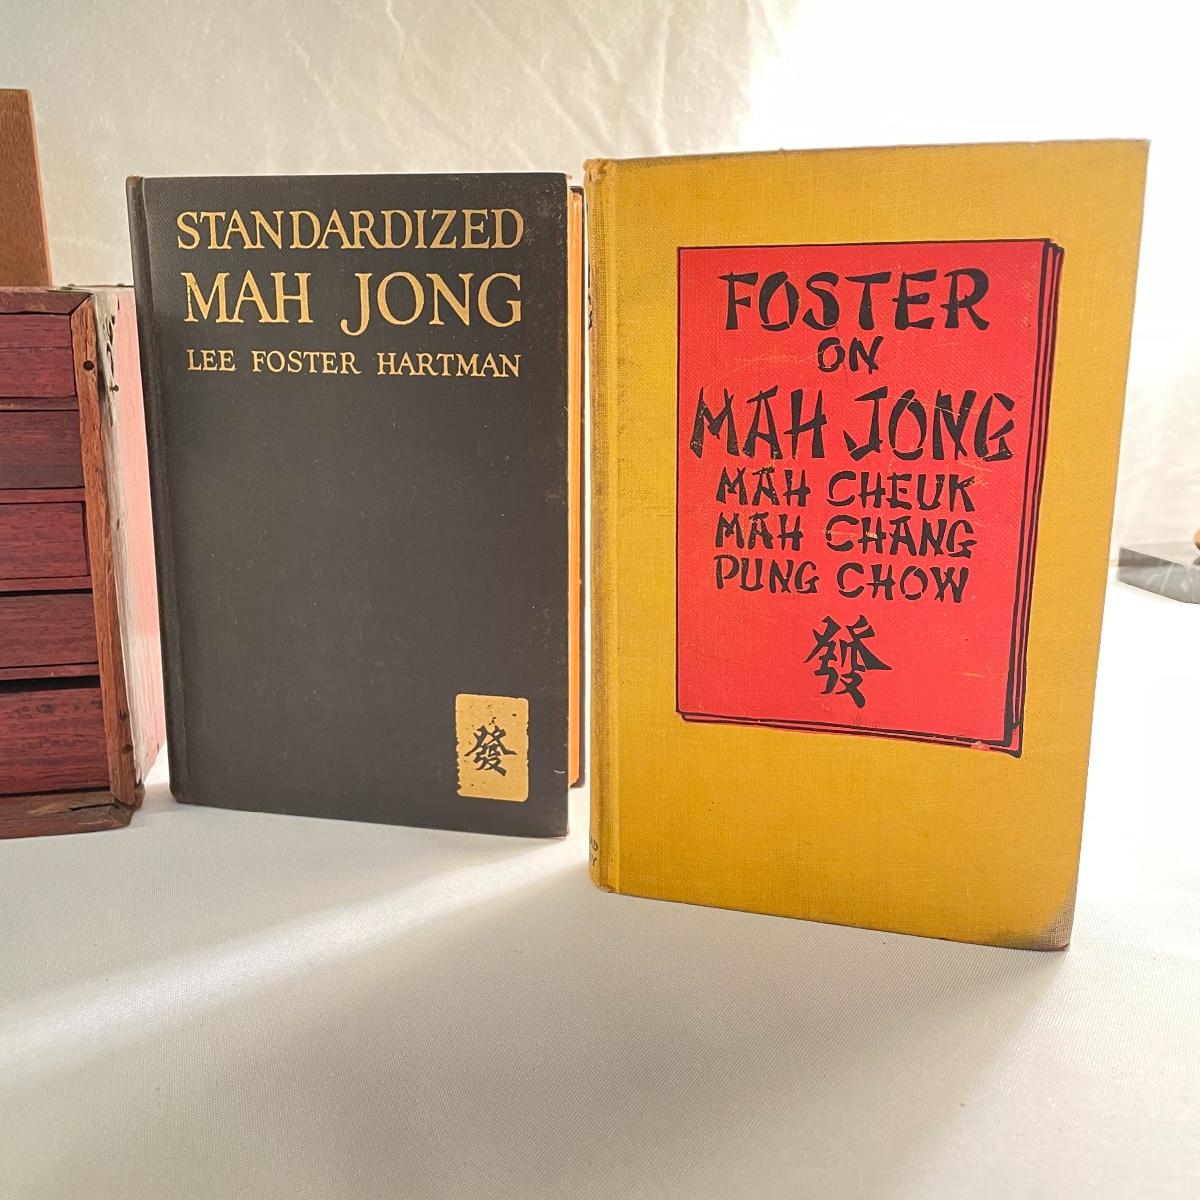 STANDARDIZED
MAH JONG
LEE FOSTER HARTMAN
發
FOSTER
ON
MAH JONG
MAH CHEUK
MAH CHANG
PUNG CHOW
發